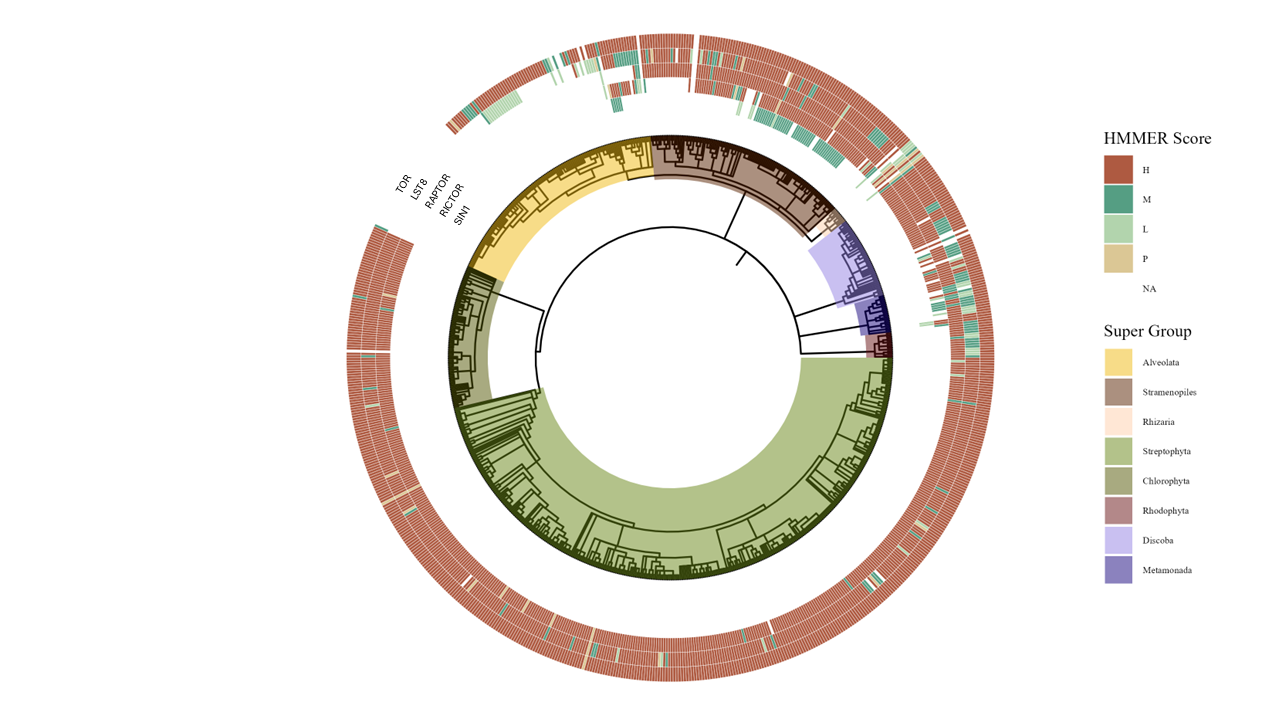 TOR
LST8
RAPTOR
RICTOR
SIN1
HMMER Score
H
M
L
P
NA
Super Group
Alveolata
Stramenopiles
Rhizaria
Streptophyta
Chlorophyta
Rhodophyta
Discoba
Metamonada